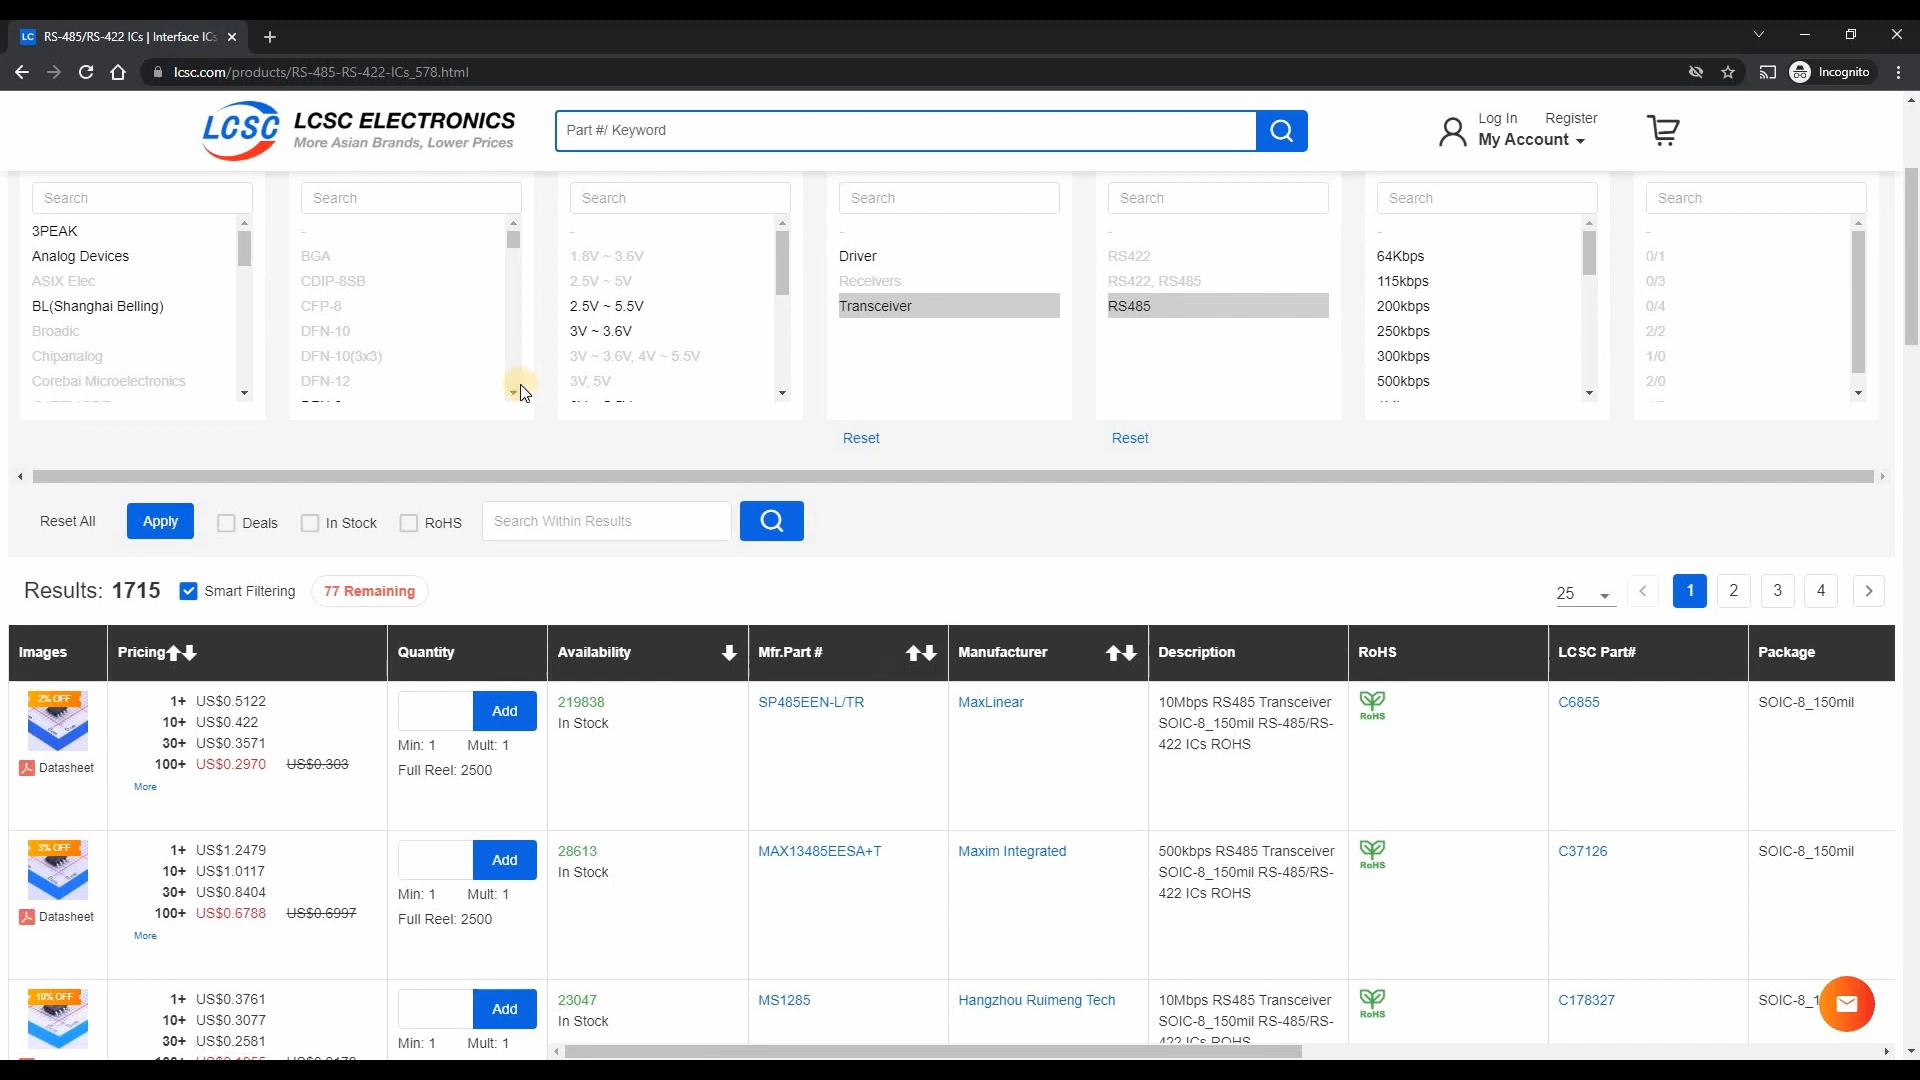 LC RS-485/RS-422 ICs | Interface ICs
lcsc.com/products/RS-485-RS-422-ICs_578.html
Incognito
LCSC LCSC ELECTRONICS
More Asian Brands, Lower Prices
Part #/ Keyword
Log In Register
My Account
Search Search Search Search Search Search Search
3PEAK - - - - - -
Analog Devices BGA 1.8V ~ 3.6V Driver RS422 64Kbps 0/1
ASIX Elec CDIP-8SB 2.5V ~ 5V Receivers RS422, RS485 115kbps 0/3
BL(Shanghai Belling) CFP-8 2.5V ~ 5.5V Transceiver RS485 200kbps 0/4
Broadic DFN-10 3V ~ 3.6V 250kbps 2/2
Chipanalog DFN-10(3x3) 3V ~ 3.6V, 4V ~ 5.5V 300kbps 1/0
Corebai Microelectronics DFN-12 3V, 5V 500kbps 2/0
Reset Reset
Reset All Apply Deals In Stock RoHS Search Within Results
Results: 1715 Smart Filtering 77 Remaining 25 1 2 3 4
Images Pricing Quantity Availability Mfr.Part # Manufacturer Description RoHS LCSC Part# Package
2% OFF 1+ US$0.5122 Add 219838 SP485EEN-L/TR MaxLinear 10Mbps RS485 Transceiver RoHS C6855 SOIC-8_150mil
10+ US$0.422 In Stock SOIC-8_150mil RS-485/RS-
30+ US$0.3571 Min: 1 Mult: 1 422 ICs ROHS
Datasheet 100+ US$0.2970 US$0.303 Full Reel: 2500
More
3% OFF 1+ US$1.2479 Add 28613 MAX13485EESA+T Maxim Integrated 500kbps RS485 Transceiver RoHS C37126 SOIC-8_150mil
10+ US$1.0117 In Stock SOIC-8_150mil RS-485/RS-
30+ US$0.8404 Min: 1 Mult: 1 422 ICs ROHS
Datasheet 100+ US$0.6788 US$0.6997 Full Reel: 2500
More
10% OFF 1+ US$0.3761 Add 23047 MS1285 Hangzhou Ruimeng Tech 10Mbps RS485 Transceiver RoHS C178327 SOIC-8_1
10+ US$0.3077 In Stock SOIC-8_150mil RS-485/RS-
30+ US$0.2581 Min: 1 Mult: 1 422 ICs ROHS